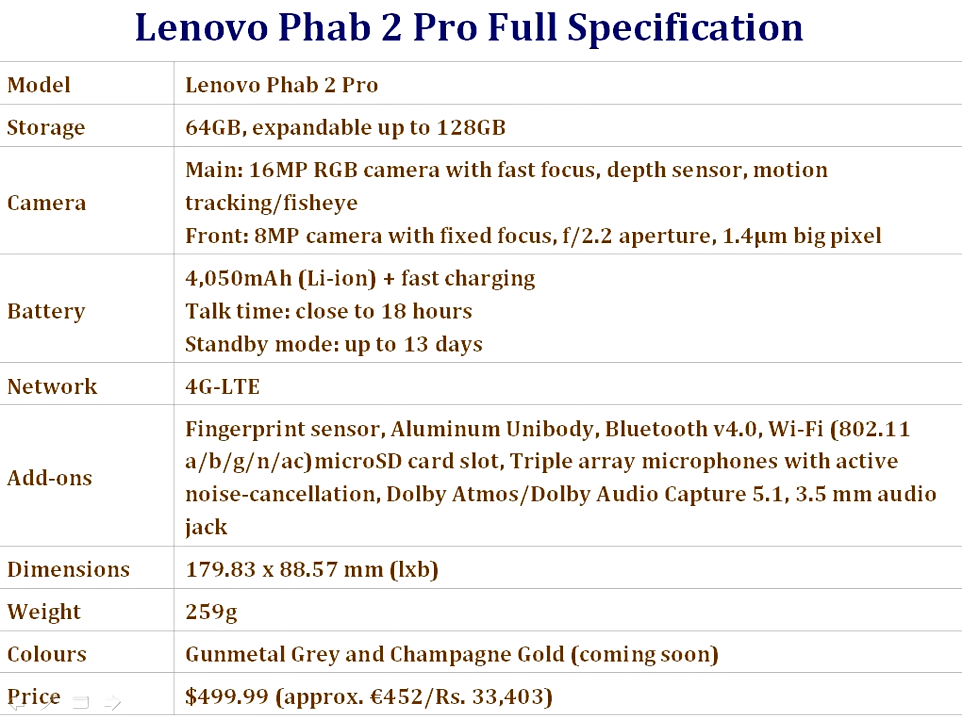 Lenovo Phab 2 Pro Full Specification
Model
Lenovo Phab 2 Pro
Storage
64GB, expandable up to 128GB
Camera
Main: 16MP RGB camera with fast focus, depth sensor, motion
tracking/fisheye
Front: 8MP camera with fixed focus, f/2.2 aperture, 1.4µm big pixel
Battery
4,050mAh (Li-ion) + fast charging
Talk time: close to 18 hours
Standby mode: up to 13 days
Network
4G-LTE
Add-ons
Fingerprint sensor, Aluminum Unibody, Bluetooth v4.0, Wi-Fi (802.11
a/b/g/n/ac)microSD card slot, Triple array microphones with active
noise-cancellation, Dolby Atmos/Dolby Audio Capture 5.1, 3.5 mm audio
jack
Dimensions
179.83 x 88.57 mm (lxb)
Weight
259g
Colours
Gunmetal Grey and Champagne Gold (coming soon)
Price
$499.99 (approx. €452/Rs. 33,403)